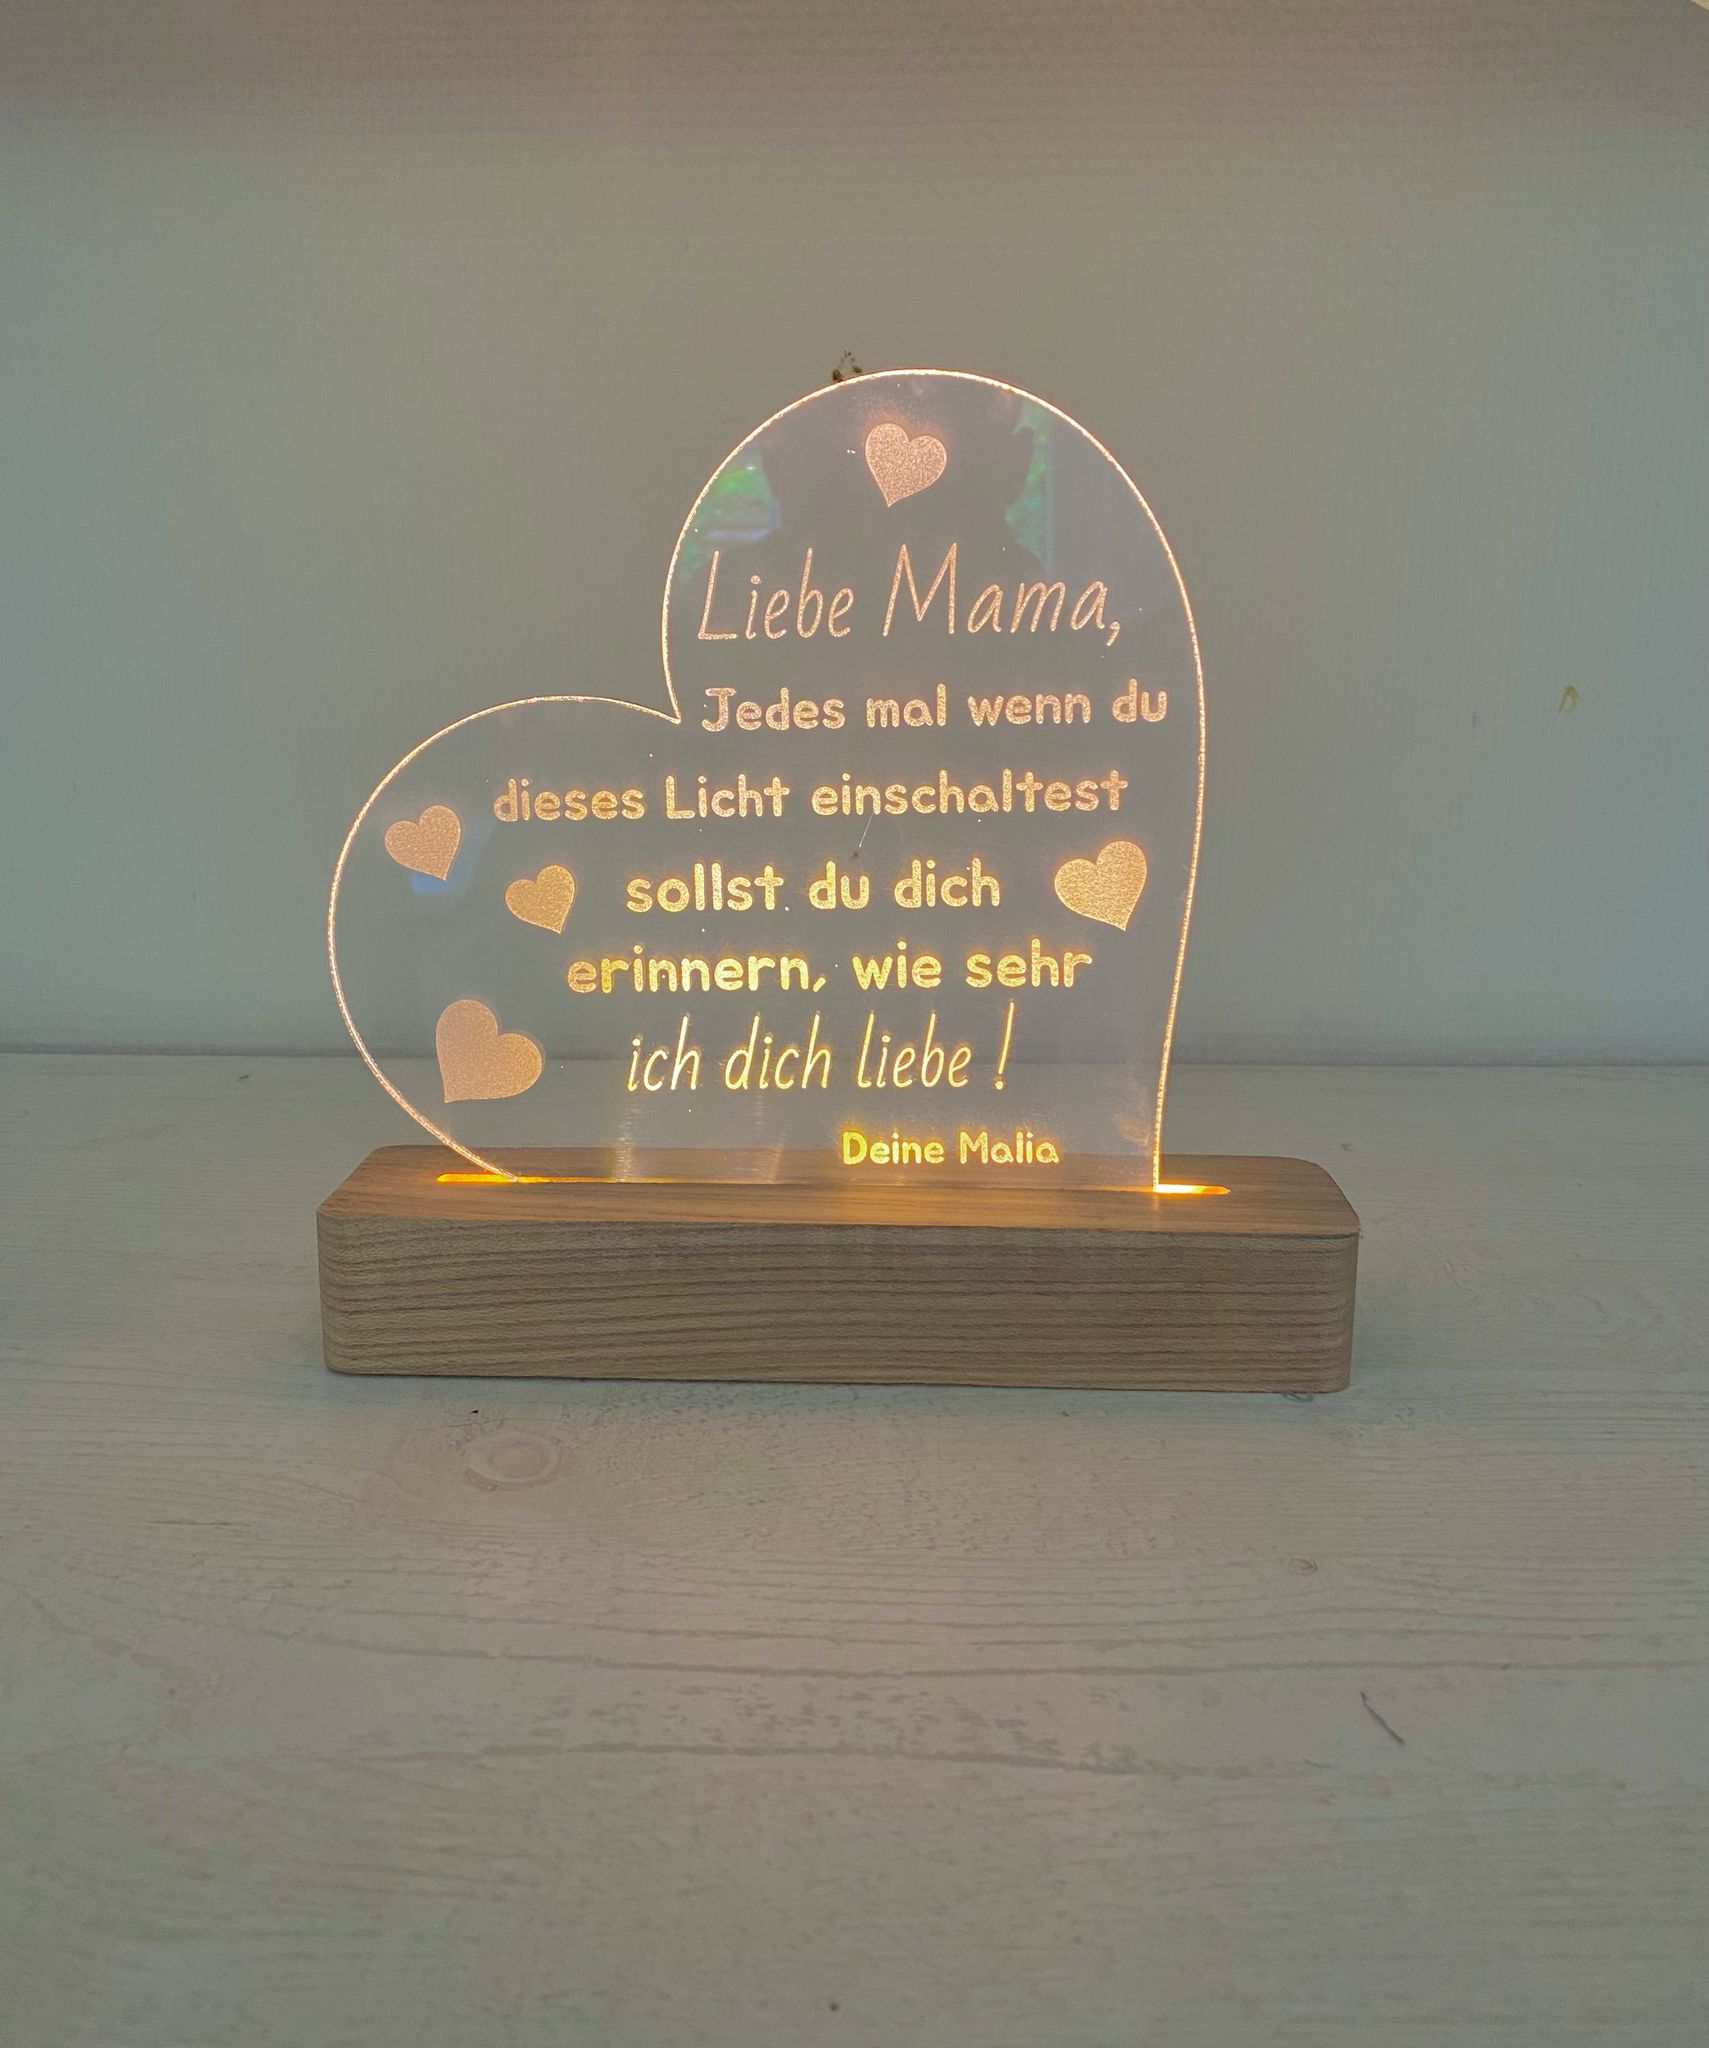 Liebe Mama,
Jedes mal wenn du
dieses Licht einschaltest
sollst du dich
erinnern, wie sehr
ich dich liebe !
Deine Malia